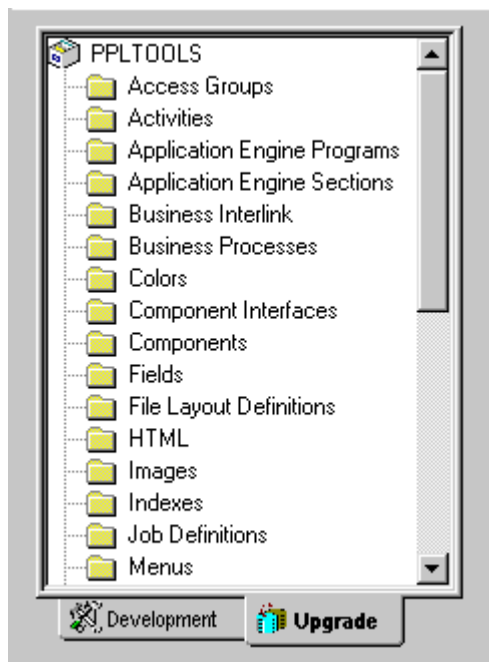 PPLTOOLS
Access Groups
Activities
Application Engine Programs
Application Engine Sections
Business Interlink
Business Processes
Colors
Component Interfaces
Components
Fields
File Layout Definitions
HTML
Images
Indexes
Job Definitions
Menus
Development Upgrade